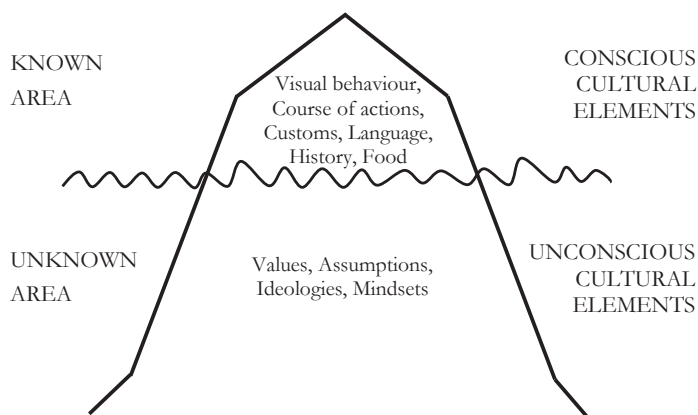 KNOWN
AREA
CONSCIOUS
CULTURAL
ELEMENTS
Visual behaviour,
Course of actions,
Customs, Language,
History, Food
UNKNOWN
AREA
Values, Assumptions,
Ideologies, Mindsets
UNCONSCIOUS
CULTURAL
ELEMENTS